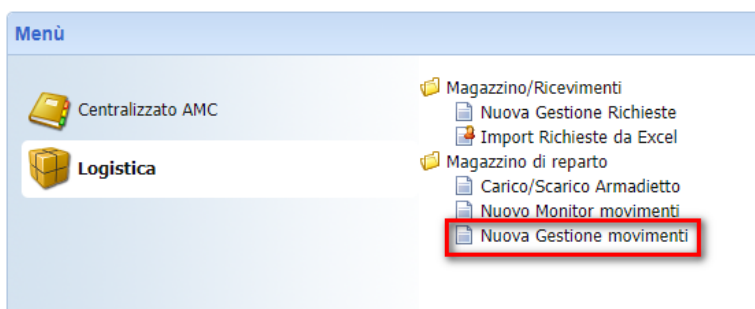 Menù
Centralizzato AMC
Logistica
Magazzino/Ricevimenti
Nuova Gestione Richieste
Import Richieste da Excel
Magazzino di reparto
Carico/Scarico Armadietto
Nuovo Monitor movimenti
Nuova Gestione movimenti